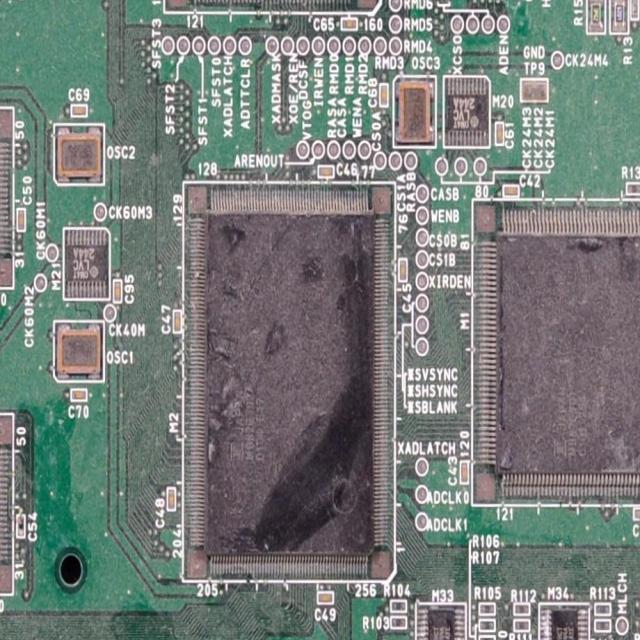 121
C65
160
RMD6
RMD5
RMD4
RMD3
OSC3
SFST3
SFST2
SFST1
SFST0
XADLATCH
ADTTCLR
XADMASK
XOE/REN
VTOGDCSF
IRWEN
RASA RMD0
CASA RMD1
WENA RMD2
C68
CS0A
XCS0
ADEN
GND
TP9
CK24M4
M20
C61
CK24M3
CK24M2
CK24M1
R13
C69
OSC2
50
C50
31
CK60M1
CK60M3
M21
LVC
244A
C95
CK60M2
CK40M
OSC1
C70
ARENOUT
128
C46
77
129
76
CS1A
RASB
CASB
WENB
CS0B
CS1B
XIRDEN
C45
C47
M2
C48
204
205
256
C49
SVSYNC
SHSYNC
SBLANK
XADLATCH
ADCLK0
ADCLK1
C43
120
121
80
C42
81
M1
R13
50
C54
31
R106
R107
R104
R103
M33
R105
R112
M34
R113
MLCH